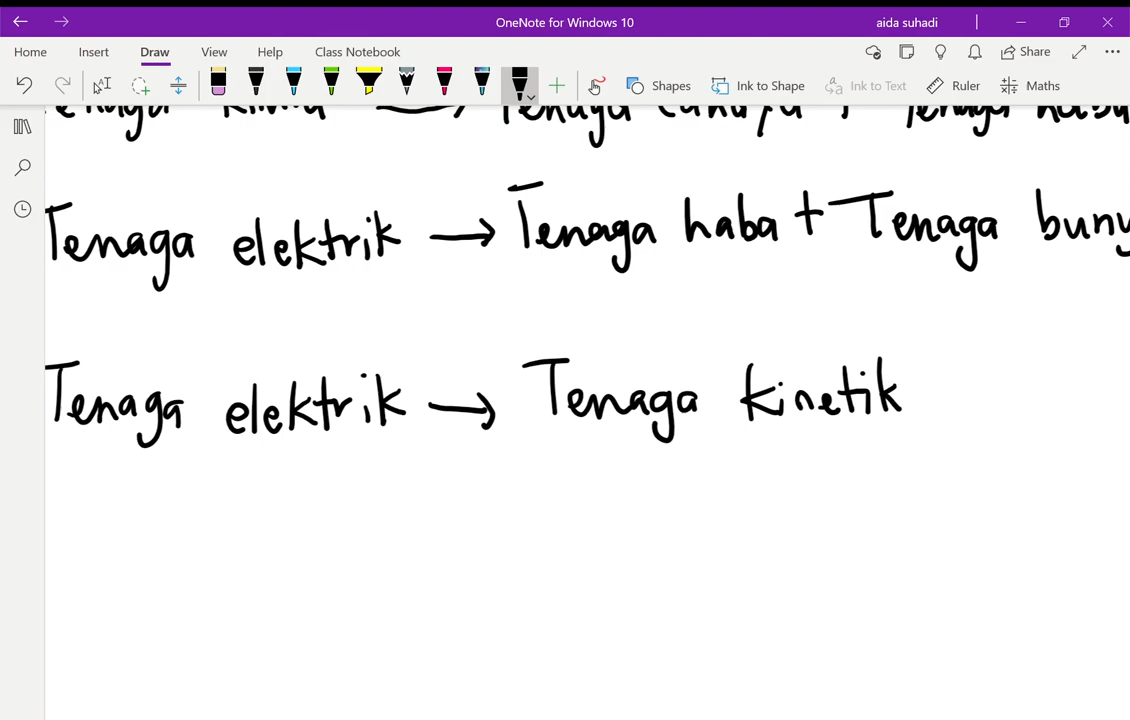 OneNote for Windows 10
aida suhadi
Home Insert Draw View Help Class Notebook
Share
Shapes Ink to Shape Ink to Text Ruler Maths
Tenaga elektrik → Tenaga haba + Tenaga buny
Tenaga elektrik → Tenaga kinetik